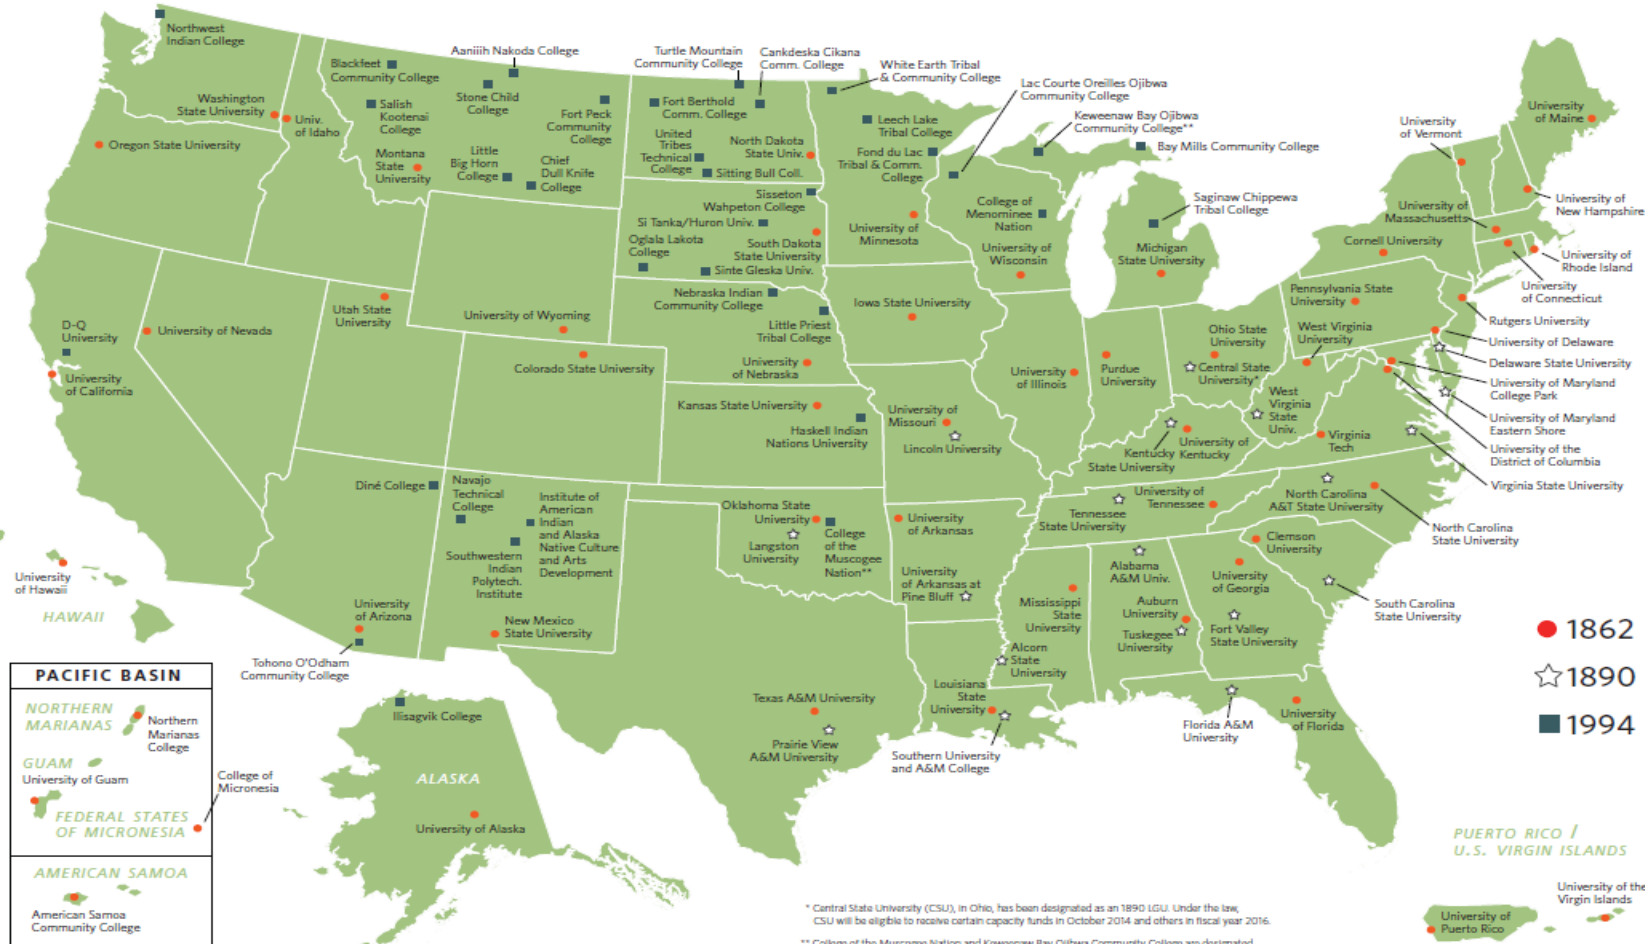 Northwest
Indian College
Washington
State University
Univ.
of Idaho
Oregon State University
Blackfeet
Community College
Salish
Kootenai
College
Montana
State
University
Aaniiih Nakoda College
Stone Child
College
Fort Peck
Community
College
Little
Big Horn
College
Chief
Dull Knife
College
Turtle Mountain
Community College
Cankdeska Cikana
Comm. College
Fort Berthold
Comm. College
United
Tribes
Technical
College
North Dakota
State Univ.
Sitting Bull Coll.
White Earth Tribal
& Community College
Leech Lake
Tribal College
Fond du Lac
Tribal & Comm.
College
Lac Courte Oreilles Ojibwa
Community College
Keweenaw Bay Ojibwa
Community College**
Bay Mills Community College
Saginaw Chippewa
Tribal College
Michigan
State University
College of
Menominee
Nation
University of
Wisconsin
University of
Minnesota
Sisseton
Wahpeton College
Si Tanka/Huron Univ.
Oglala Lakota
College
South Dakota
State University
Sinte Gleska Univ.
Nebraska Indian
Community College
Little Priest
Tribal College
University
of Nebraska
Iowa State University
University
of Vermont
University
of Maine
University of
New Hampshire
University of
Massachusetts
Cornell University
University of
Rhode Island
University
of Connecticut
Pennsylvania State
University
Rutgers University
University of Delaware
Delaware State University
University of Maryland
College Park
University of Maryland
Eastern Shore
University of the
District of Columbia
Virginia State University
West Virginia
University
Ohio State
University
Central State
University*
West
Virginia
State
Univ.
Virginia
Tech
Purdue
University
University
of Illinois
Kentucky
State University
University of
Kentucky
University of
Missouri
Lincoln University
Kansas State University
Haskell Indian
Nations University
D-Q
University
University
of California
University of Nevada
Utah State
University
University of Wyoming
Colorado State University
Diné College
Navajo
Technical
College
Institute of
American
Indian
and Alaska
Native Culture
and Arts
Development
Southwestern
Indian
Polytech.
Institute
New Mexico
State University
University
of Arizona
Tohono O'Odham
Community College
Oklahoma State
University
Langston
University
College
of the
Muscogee
Nation**
University
of Arkansas
University
of Arkansas at
Pine Bluff
Tennessee
State University
University of
Tennessee
North Carolina
A&T State University
North Carolina
State University
Clemson
University
South Carolina
State University
University
of Georgia
Fort Valley
State University
Alabama
A&M Univ.
Auburn
University
Tuskegee
University
Mississippi
State
University
Alcorn
State
University
Louisiana
State
University
Southern University
and A&M College
Texas A&M University
Prairie View
A&M University
Florida A&M
University
University
of Florida
1862
1890
1994
University
of Hawaii
HAWAII
PACIFIC BASIN
NORTHERN
MARIANAS
Northern
Marianas
College
GUAM
University of Guam
FEDERAL STATES
OF MICRONESIA
College of
Micronesia
AMERICAN SAMOA
American Samoa
Community College
Ilisagvik College
ALASKA
University of Alaska
PUERTO RICO /
U.S. VIRGIN ISLANDS
University of the
Virgin Islands
University of
Puerto Rico
* Central State University (CSU), in Ohio, has been designated as an 1890 LGU. Under the law,
CSU will be eligible to receive certain capacity funds in October 2014 and others in fiscal year 2016.
** College of the Muscogee Nation and Keweenaw Bay Ojibwa Community College are designated